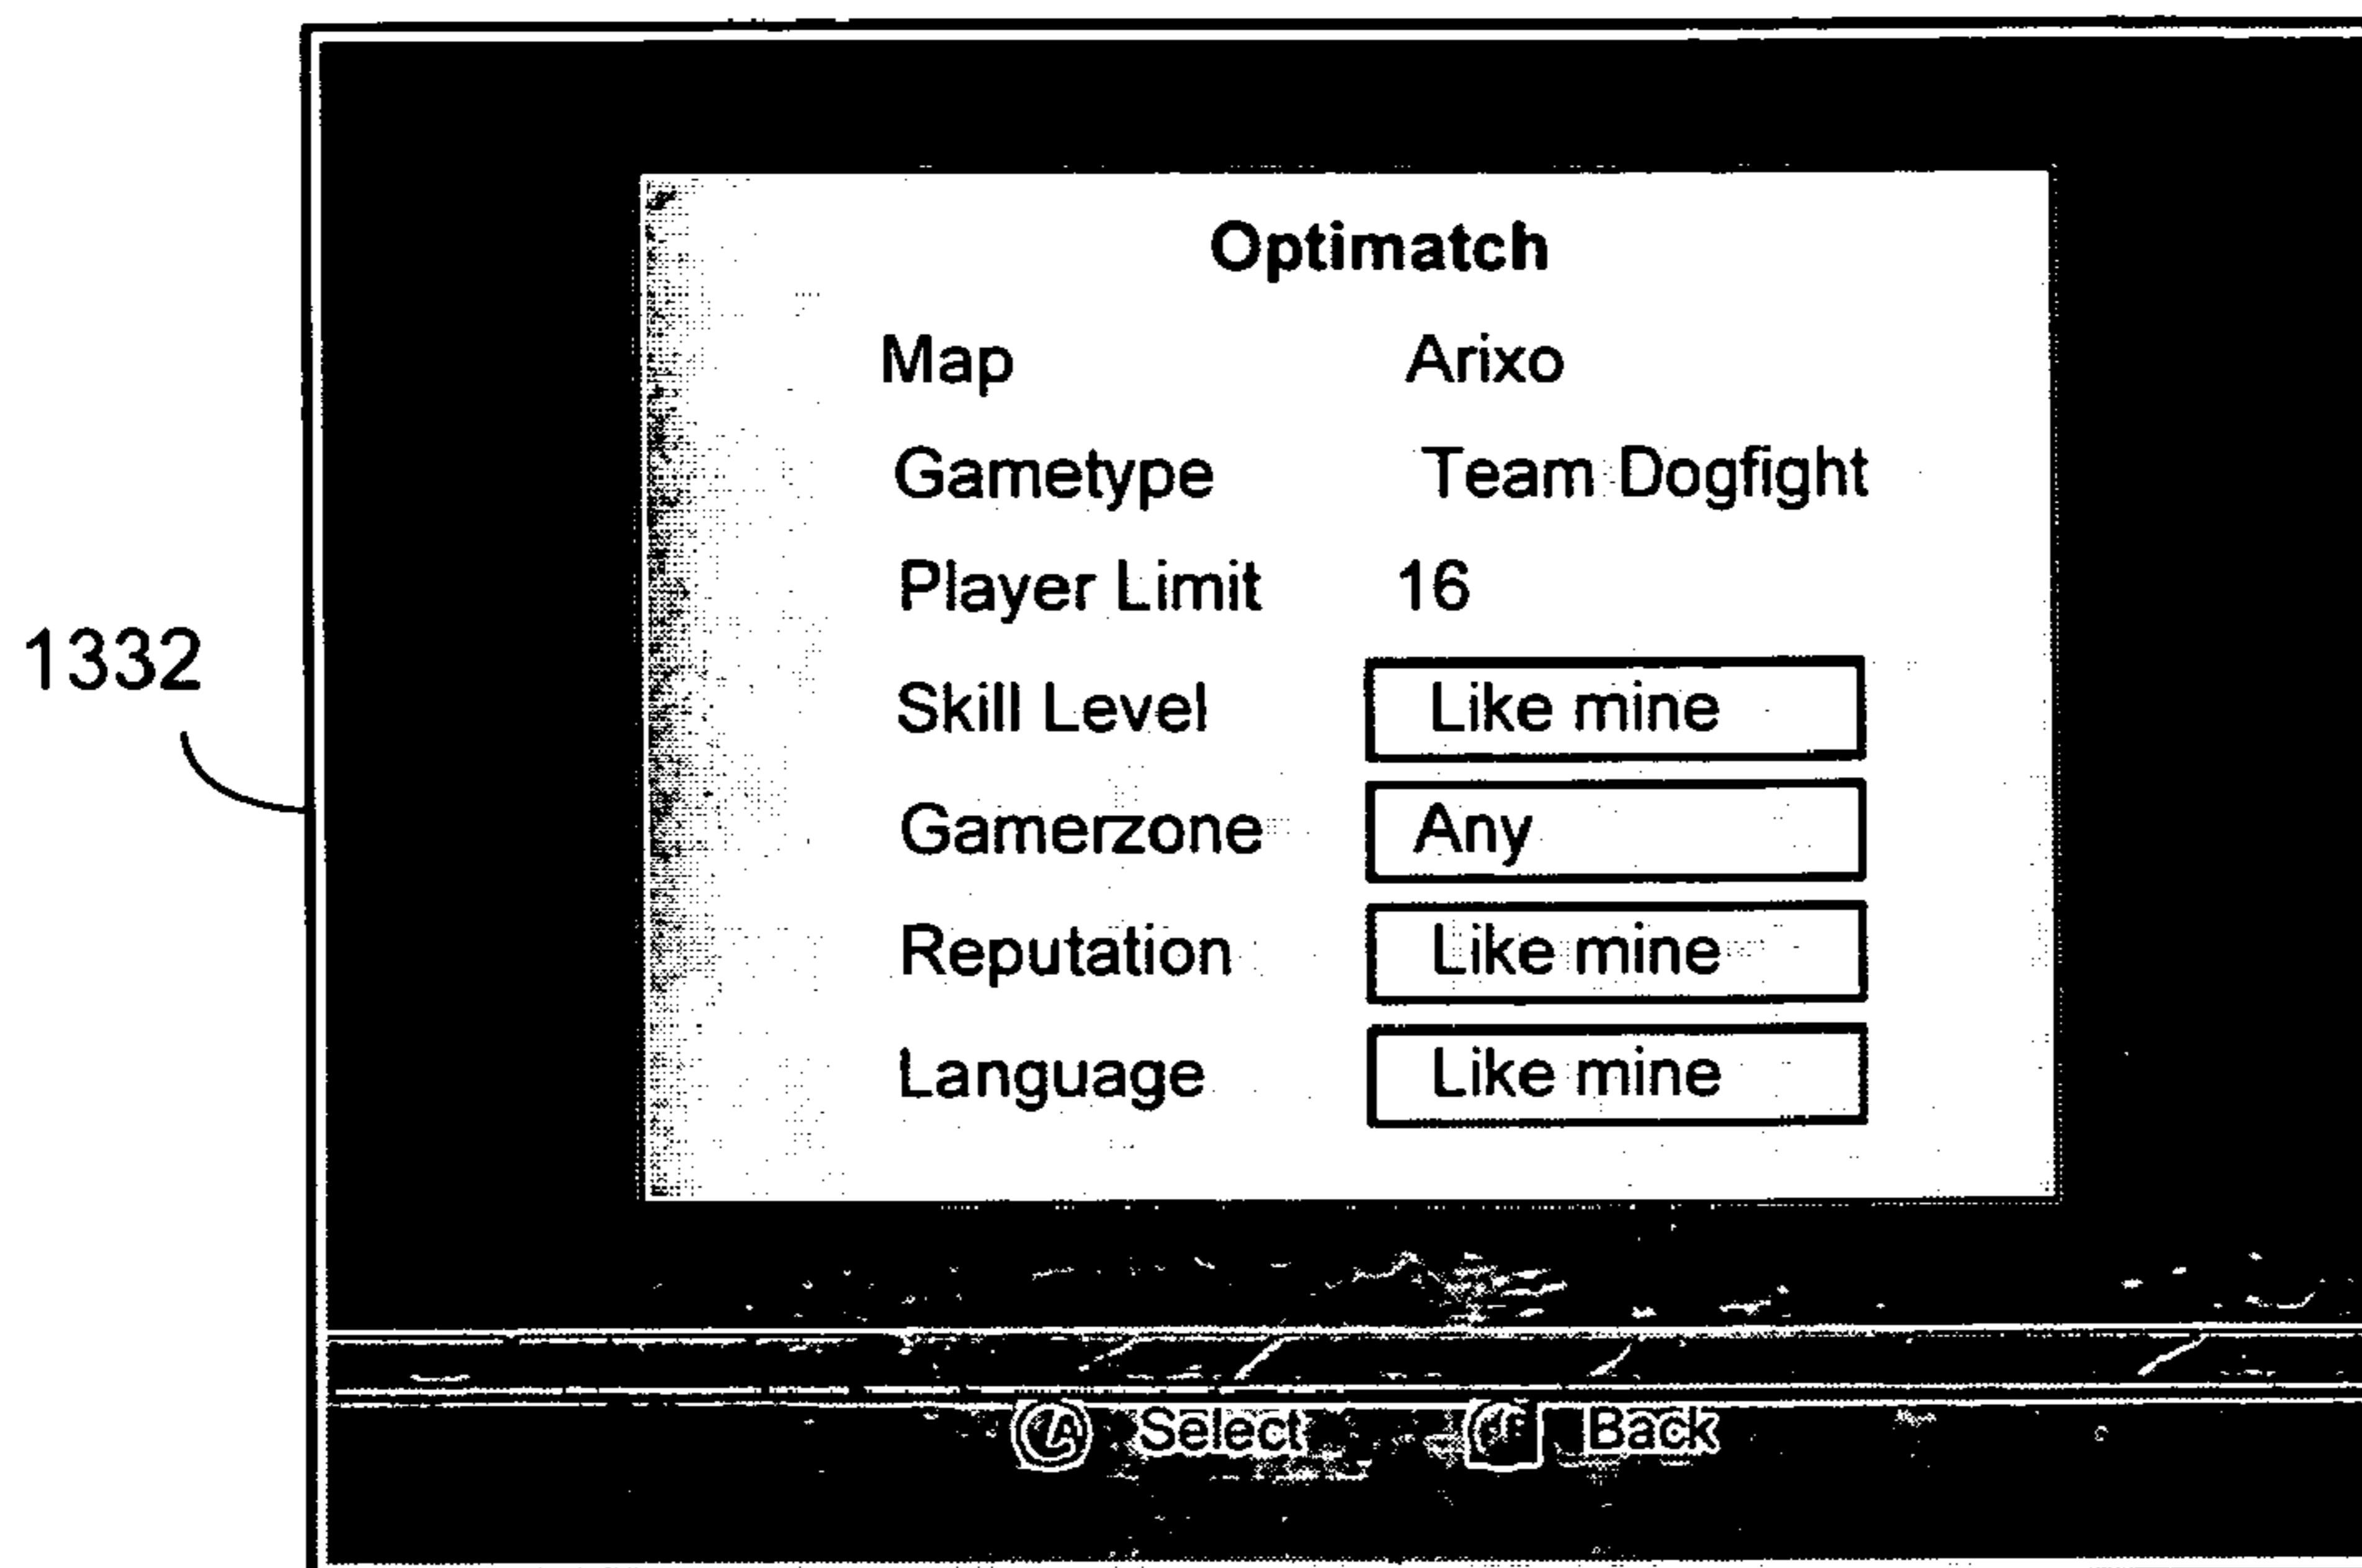 Optimatch
Map Arixo
Gametype Team Dogfight
Player Limit 16
1332
Skill Level Like mine
Gamerzone Any
Reputation Like mine
Language Like mine
A Select Back